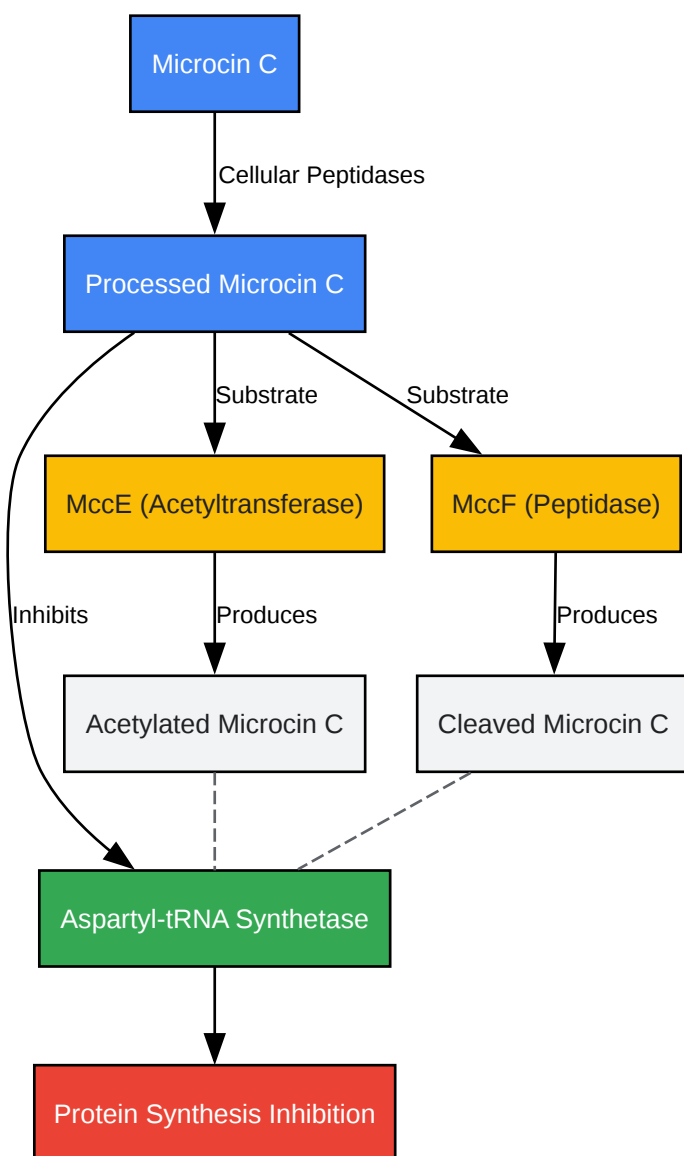 Microcin C
Cellular Peptidases
Processed Microcin C
Substrate
Substrate
MccE (Acetyltransferase)
MccF (Peptidase)
Inhibits
Produces
Produces
Acetylated Microcin C
Cleaved Microcin C
Aspartyl-tRNA Synthetase
Protein Synthesis Inhibition